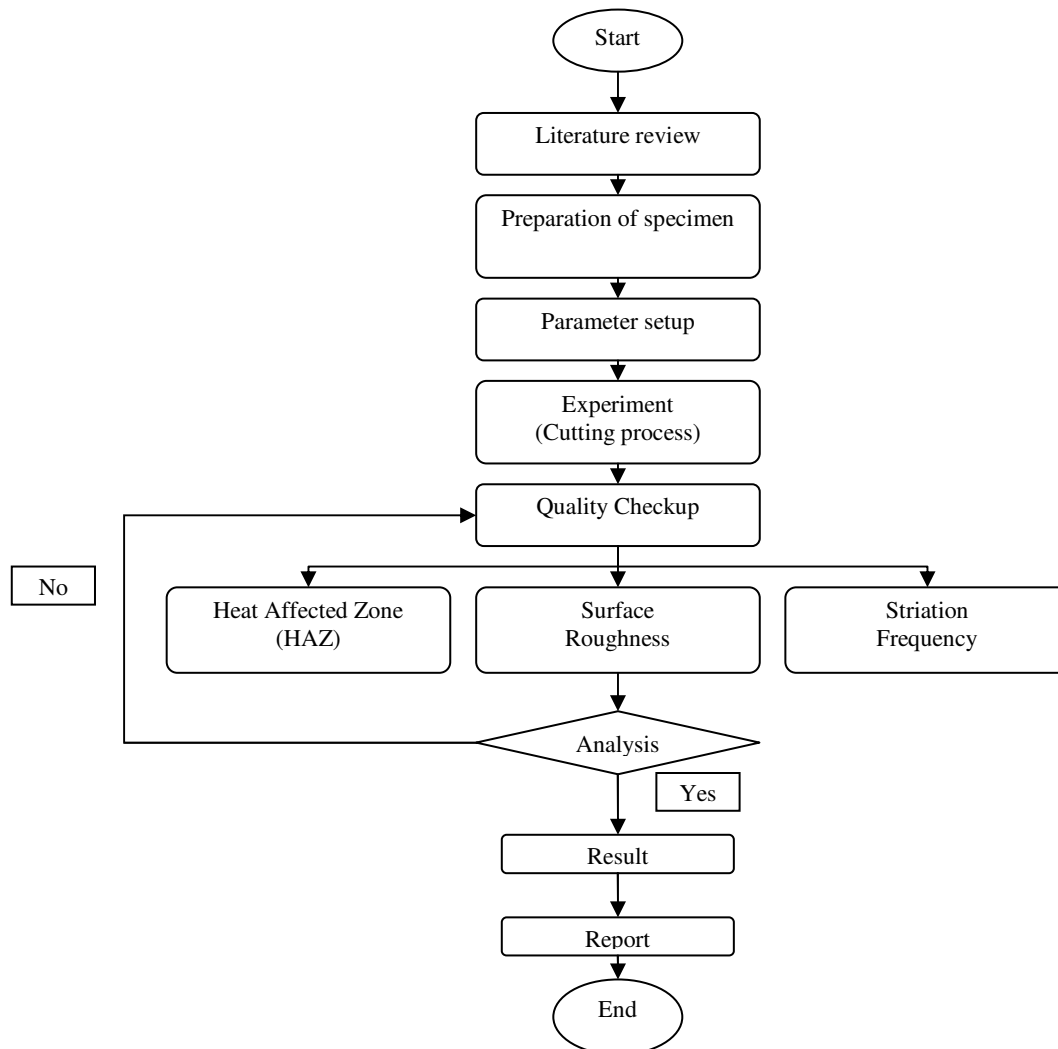 Start
Literature review
Preparation of specimen
Parameter setup
Experiment
(Cutting process)
Quality Checkup
No
Heat Affected Zone
(HAZ)
Surface
Roughness
Striation
Frequency
Analysis
Yes
Result
Report
End